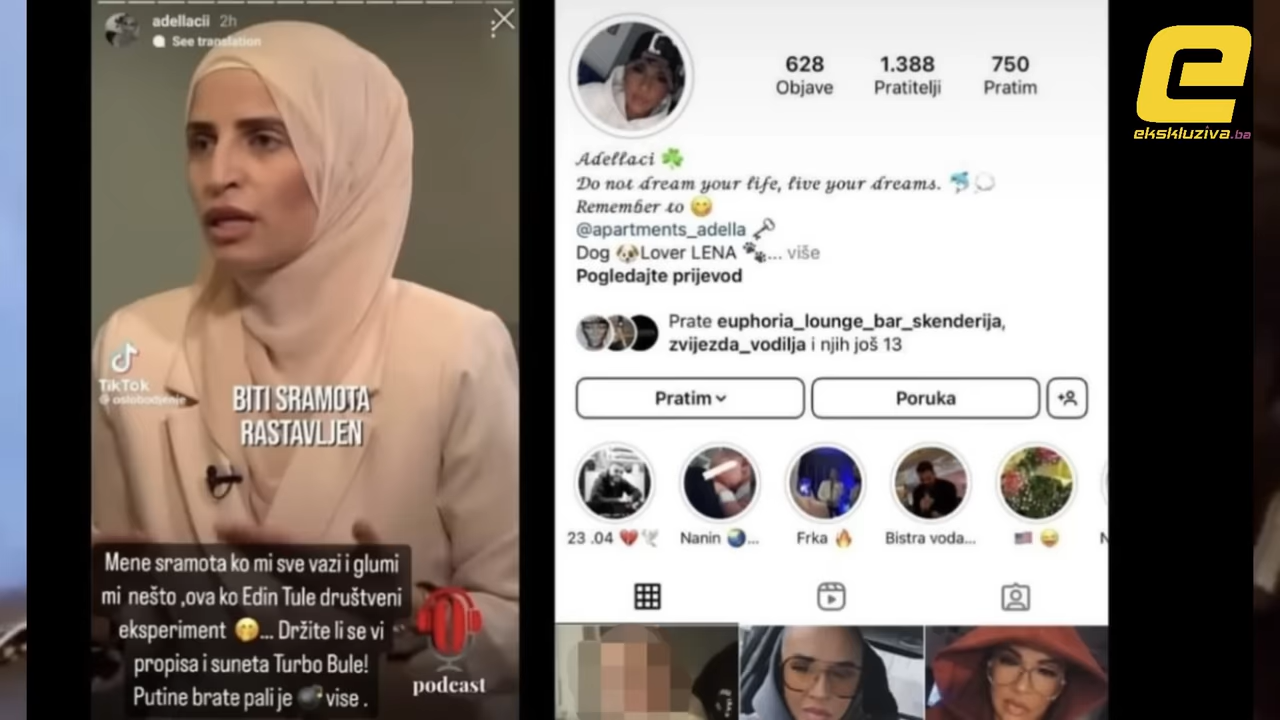 adellacii 2h
See translation
TikTok
@ oslobodjenje
BITI SRAMOTA
RASTAVLJEN
Mene sramota ko mi sve vazi i glumi
mi nešto ,ova ko Edin Tule društveni
eksperiment 🤭... Držite li se vi
propisa i suneta Turbo Bule!
Putine brate pali je 💣 vise .
podcast
628
Objave
1.388
Pratitelji
750
Pratim
Adellaci ☘️
Do not dream your life, live your dreams. 🐬💭
Remember to 😋
@apartments_adella 🗝️
Dog 🐶Lover LENA 🐾... više
Pogledajte prijevod
Prate euphoria_lounge_bar_skenderija,
zvijezda_vodilja i njih još 13
Pratim
Poruka
23 .04 💔🕊️
Nanin 🌏...
Frka 🔥
Bistra voda...
🇺🇸 😄
N
e
ekskluziva.ba